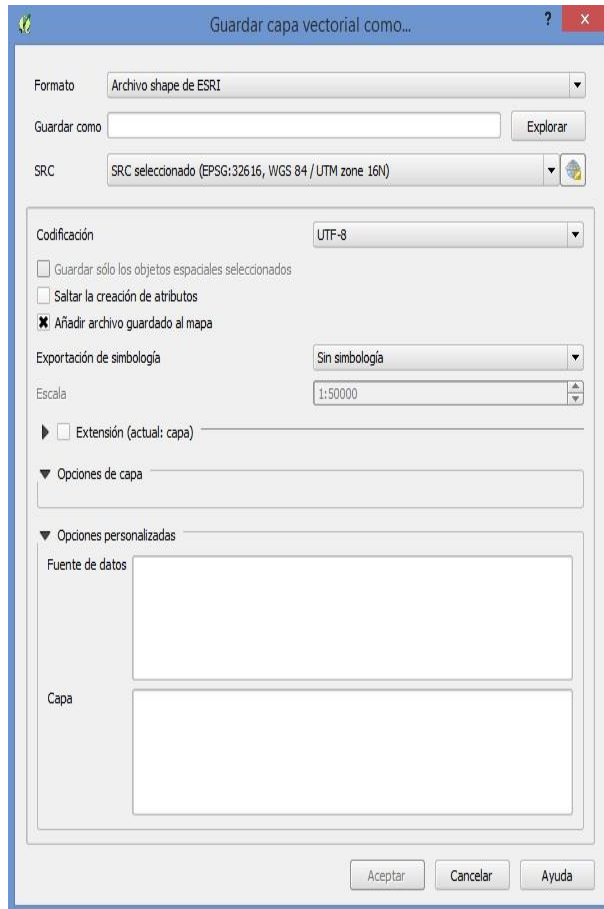 Guardar capa vectorial como...
? x
Formato Archivo shape de ESRI
Guardar como Explorar
SRC SRC seleccionado (EPSG:32616, WGS 84 / UTM zone 16N)
Codificación UTF-8
Guardar sólo los objetos espaciales seleccionados
Saltar la creación de atributos
Añadir archivo guardado al mapa
Exportación de simbología Sin simbología
Escala 1:50000
Extensión (actual: capa)
Opciones de capa
Opciones personalizadas
Fuente de datos
Capa
Aceptar Cancelar Ayuda